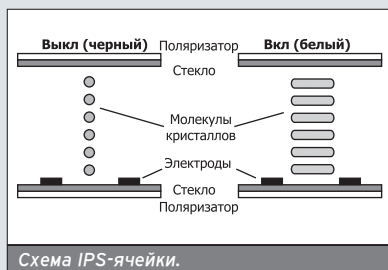 Выкл (черный) Поляризатор Вкл (белый)
Стекло
Молекулы
кристаллов
Электроды
Стекло
Поляризатор
Схема IPS-ячейки.